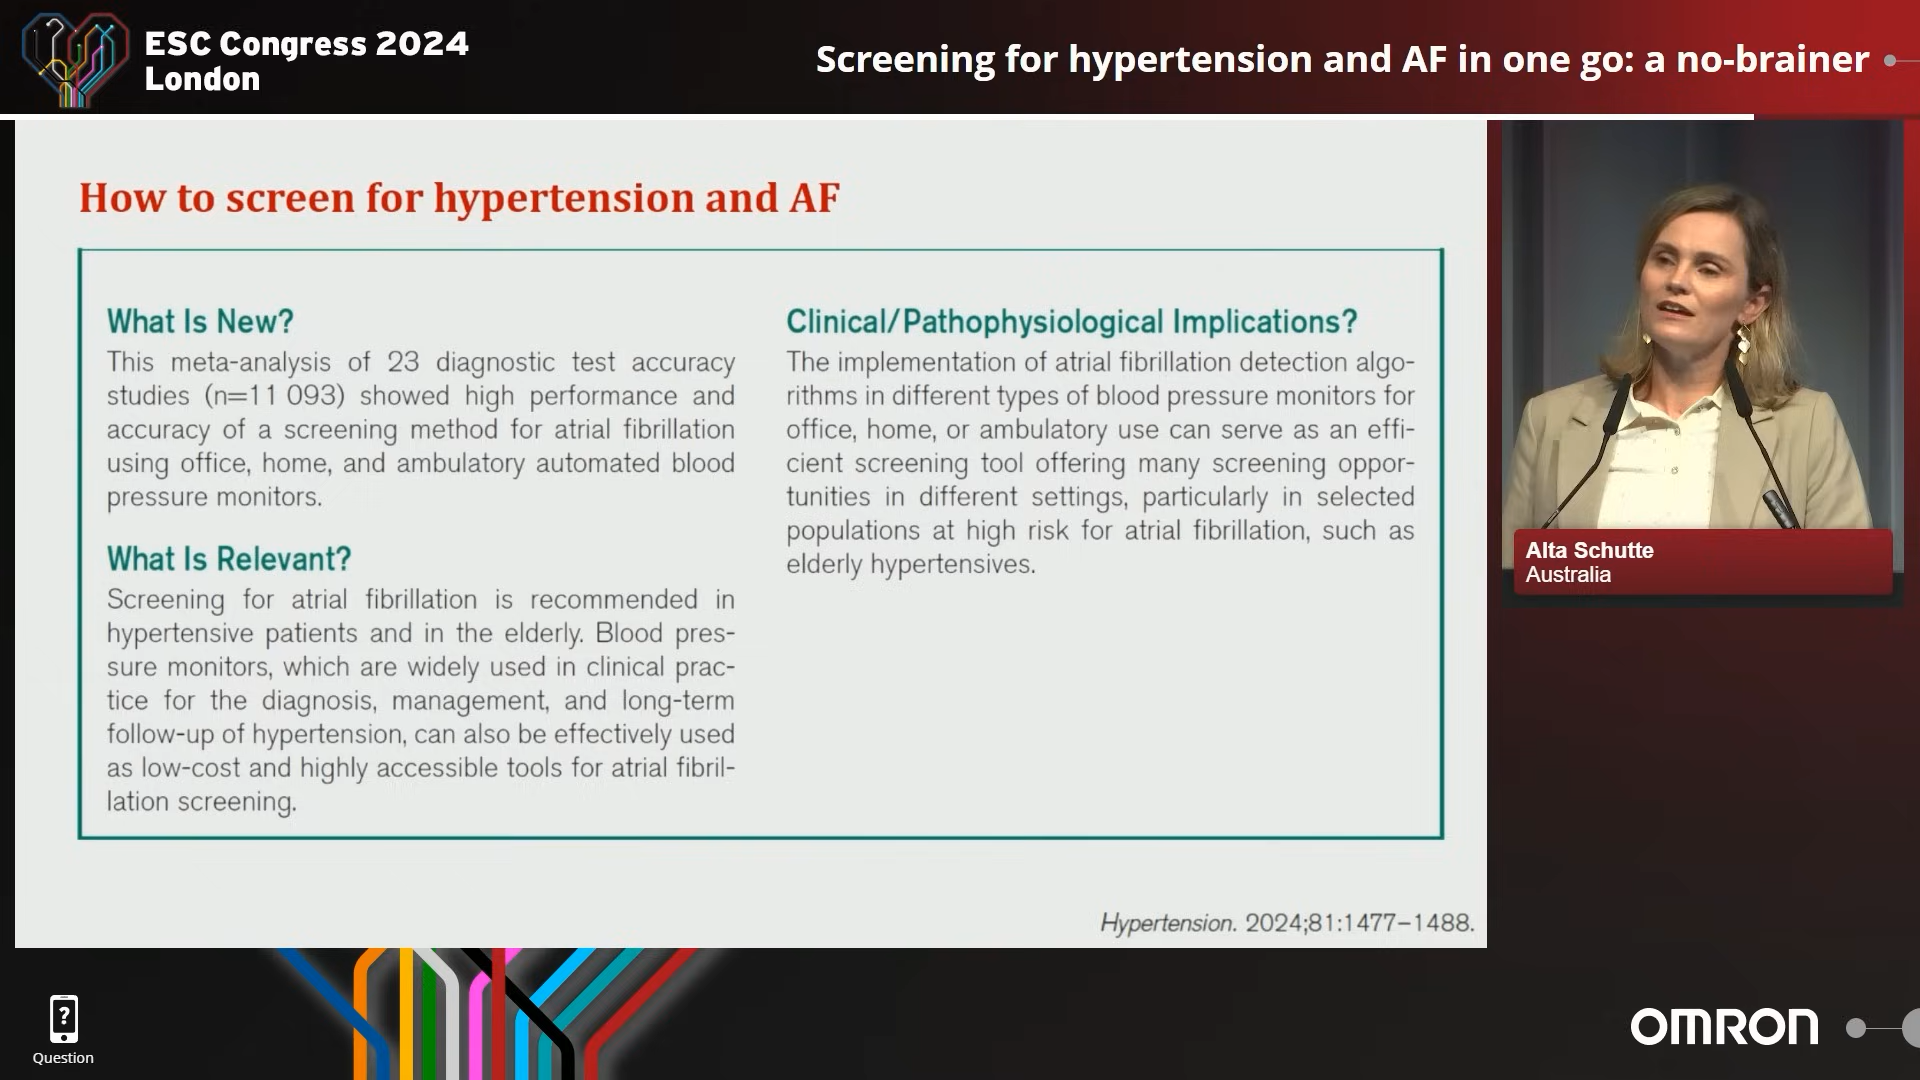 ESC Congress 2024
London
Screening for hypertension and AF in one go: a no-brainer
How to screen for hypertension and AF
What Is New?
This meta-analysis of 23 diagnostic test accuracy
studies (n=11 093) showed high performance and
accuracy of a screening method for atrial fibrillation
using office, home, and ambulatory automated blood
pressure monitors.
What Is Relevant?
Screening for atrial fibrillation is recommended in
hypertensive patients and in the elderly. Blood pres-
sure monitors, which are widely used in clinical prac-
tice for the diagnosis, management, and long-term
follow-up of hypertension, can also be effectively used
as low-cost and highly accessible tools for atrial fibril-
lation screening.
Clinical/Pathophysiological Implications?
The implementation of atrial fibrillation detection algo-
rithms in different types of blood pressure monitors for
office, home, or ambulatory use can serve as an effi-
cient screening tool offering many screening oppor-
tunities in different settings, particularly in selected
populations at high risk for atrial fibrillation, such as
elderly hypertensives.
Hypertension. 2024;81:1477–1488.
Alta Schutte
Australia
?
Question
OMRON